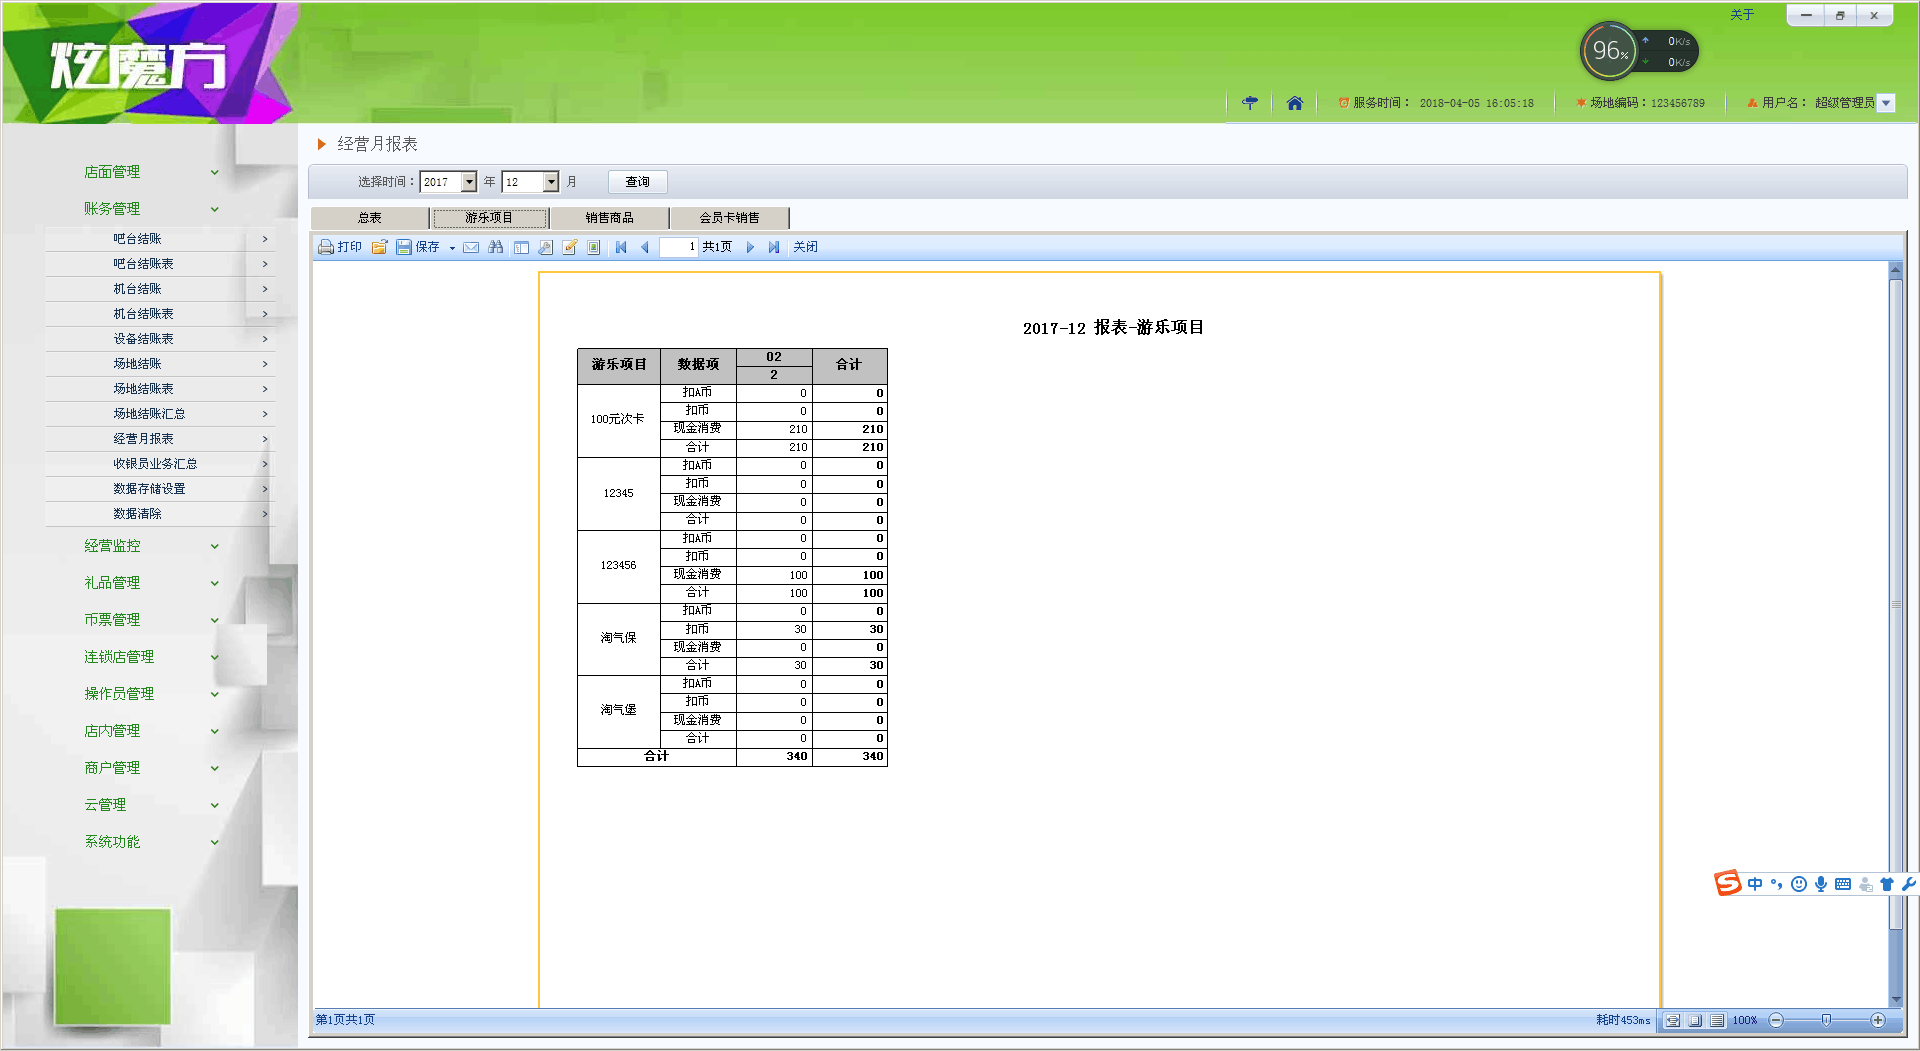 炫魔方
关于
96%
0K/s
0K/s
服务时间： 2018-04-05 16:05:18
场地编码：123456789
用户名： 超级管理员
店面管理
账务管理
吧台结账
吧台结账表
机台结账
机台结账表
设备结账表
场地结账
场地结账表
场地结账汇总
经营月报表
收银员业务汇总
数据存储设置
数据清除
经营监控
礼品管理
币票管理
连锁店管理
操作员管理
店内管理
商户管理
云管理
系统功能
经营月报表
选择时间： 2017 年 12 月 查询
总表 游乐项目 销售商品 会员卡销售
打印 保存 1 共1页 关闭
2017-12 报表-游乐项目
游乐项目 数据项 02 合计
2
100元次卡
扣A币 0 0
扣币 0 0
现金消费 210 210
合计 210 210
12345
扣A币 0 0
扣币 0 0
现金消费 0 0
合计 0 0
123456
扣A币 0 0
扣币 0 0
现金消费 100 100
合计 100 100
淘气保
扣A币 0 0
扣币 30 30
现金消费 0 0
合计 30 30
淘气堡
扣A币 0 0
扣币 0 0
现金消费 0 0
合计 0 0
合计 340 340
中
第1页共1页
耗时453ms
100%